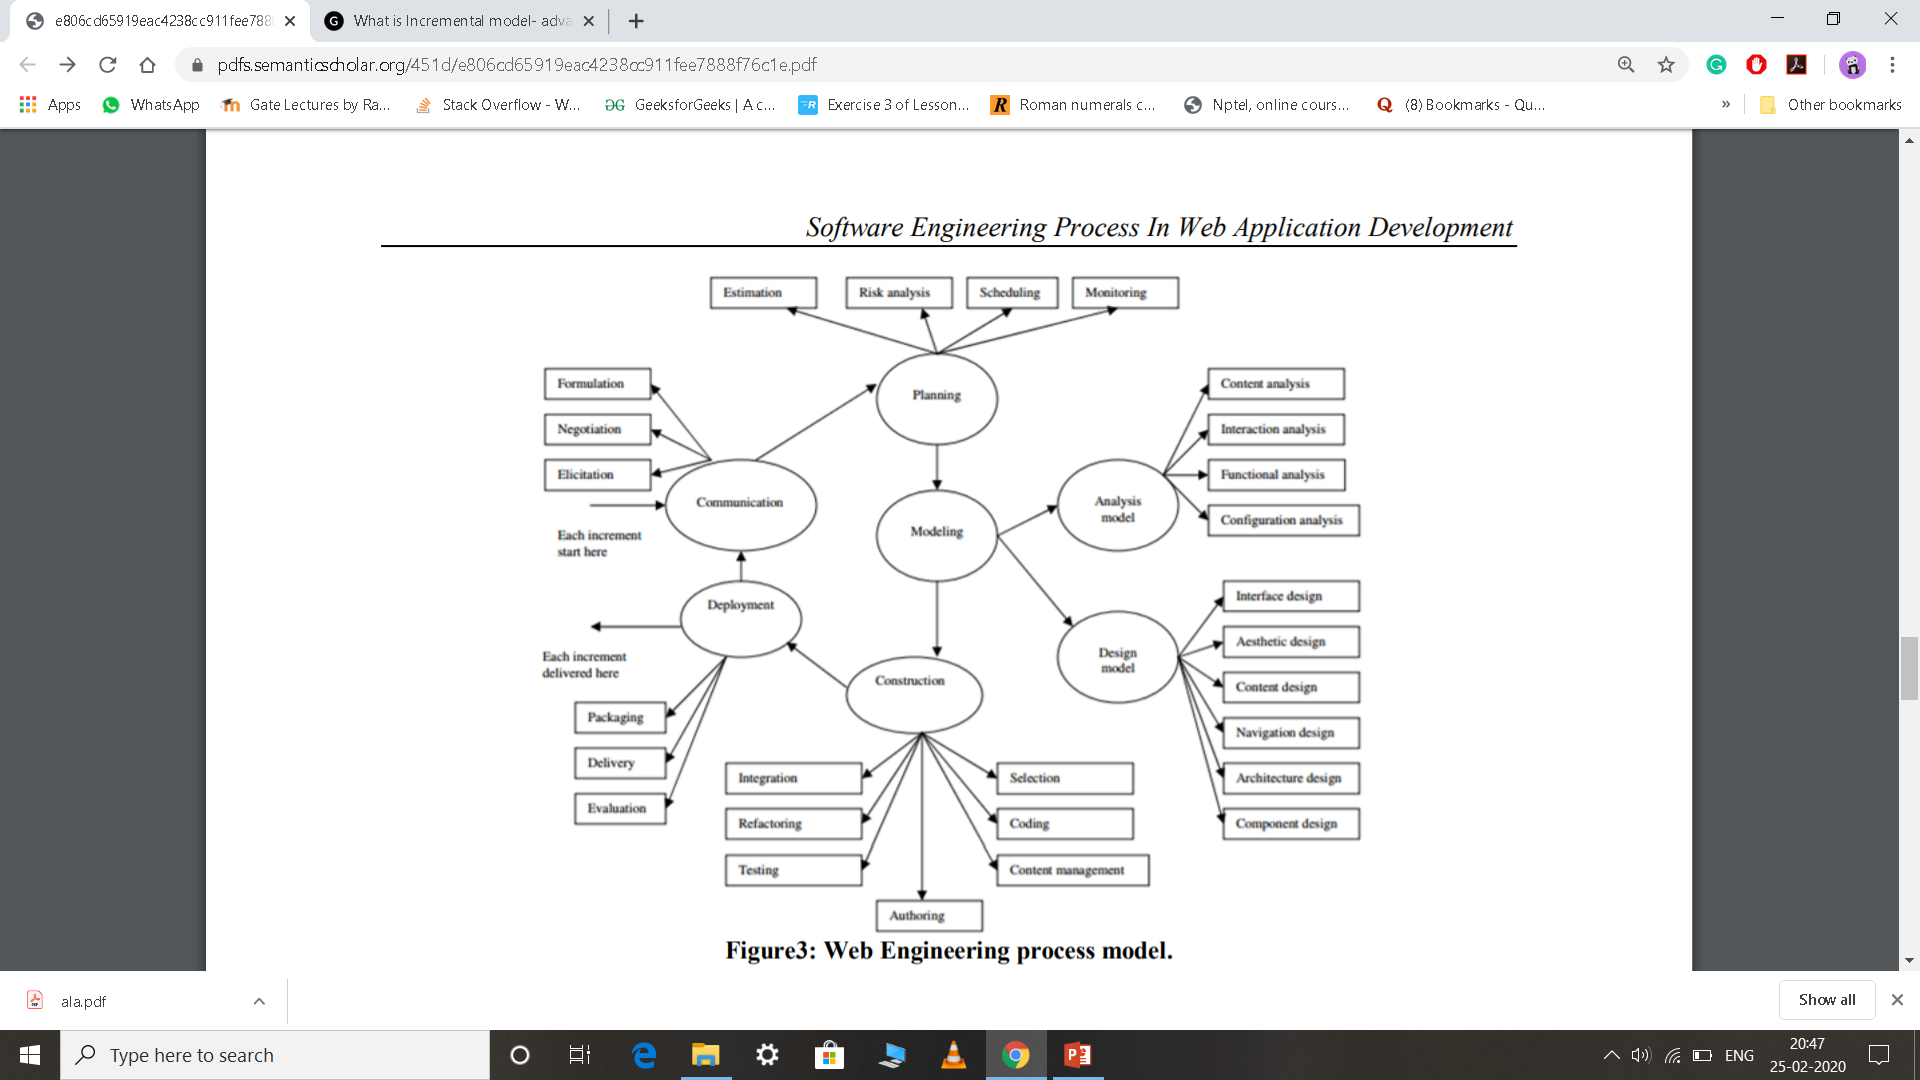 e806cd65919eac4238cc911fee788
What is Incremental model- adva
pdfs.semanticscholar.org/451d/e806cd65919eac4238cc911fee7888f76c1e.pdf
Apps
WhatsApp
Gate Lectures by Ra...
Stack Overflow - W...
GeeksforGeeks | A c...
Exercise 3 of Lesson...
Roman numerals c...
Nptel, online cours...
(8) Bookmarks - Qu...
»
Other bookmarks
Software Engineering Process In Web Application Development
Estimation
Risk analysis
Scheduling
Monitoring
Formulation
Negotiation
Elicitation
Planning
Content analysis
Interaction analysis
Functional analysis
Configuration analysis
Communication
Each increment
start here
Modeling
Analysis
model
Deployment
Each increment
delivered here
Construction
Design
model
Interface design
Aesthetic design
Content design
Navigation design
Architecture design
Component design
Packaging
Delivery
Evaluation
Integration
Refactoring
Testing
Selection
Coding
Content management
Authoring
Figure3: Web Engineering process model.
ala.pdf
Show all
Type here to search
ENG
20:47
25-02-2020